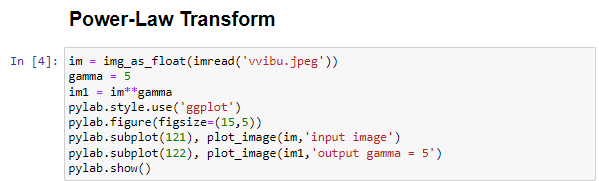 Power-Law Transform
In [4]: im = img_as_float(imread('vvibu.jpeg'))
gamma = 5
im1 = im**gamma
pylab.style.use('ggplot')
pylab.figure(figsize=(15,5))
pylab.subplot(121), plot_image(im,'input image')
pylab.subplot(122), plot_image(im1,'output gamma = 5')
pylab.show()